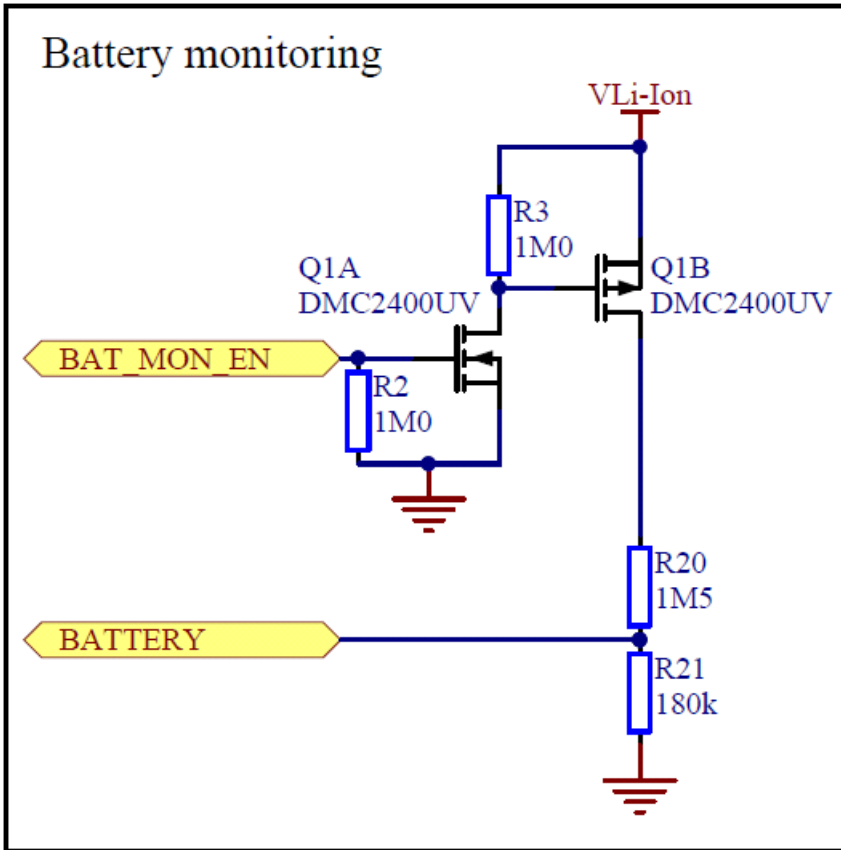 Battery monitoring
VLi-Ion
R3
1M0
Q1A
DMC2400UV
Q1B
DMC2400UV
BAT_MON_EN
R2
1M0
R20
1M5
BATTERY
R21
180k